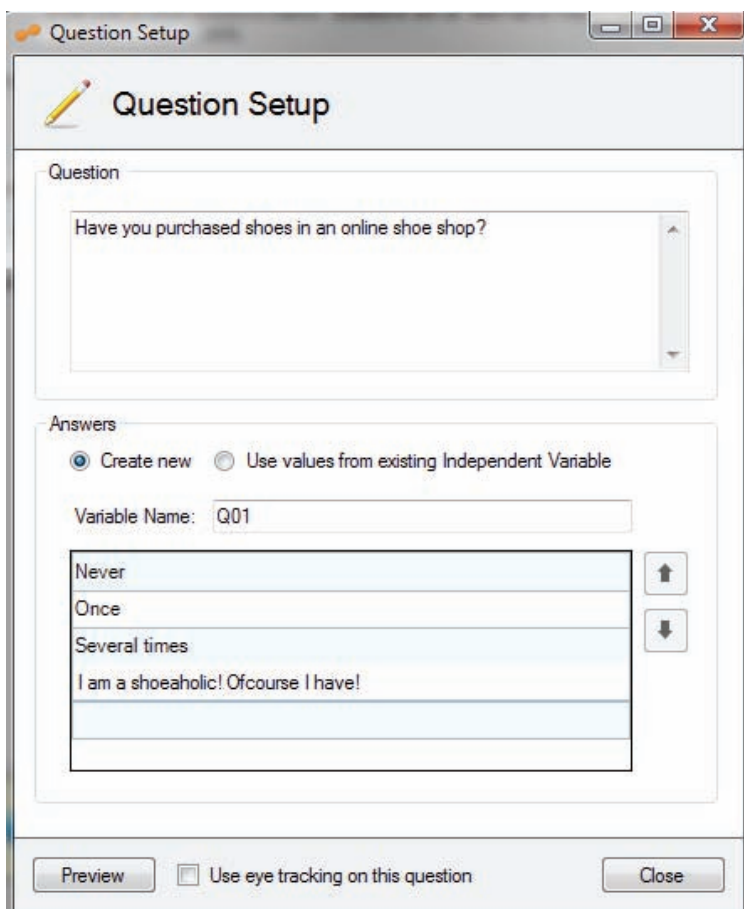 Question Setup
Question Setup
Question
Have you purchased shoes in an online shoe shop?
Answers
Create new Use values from existing Independent Variable
Variable Name: Q01
Never
Once
Several times
I am a shoeaholic! Ofcourse I have!
Preview Use eye tracking on this question Close